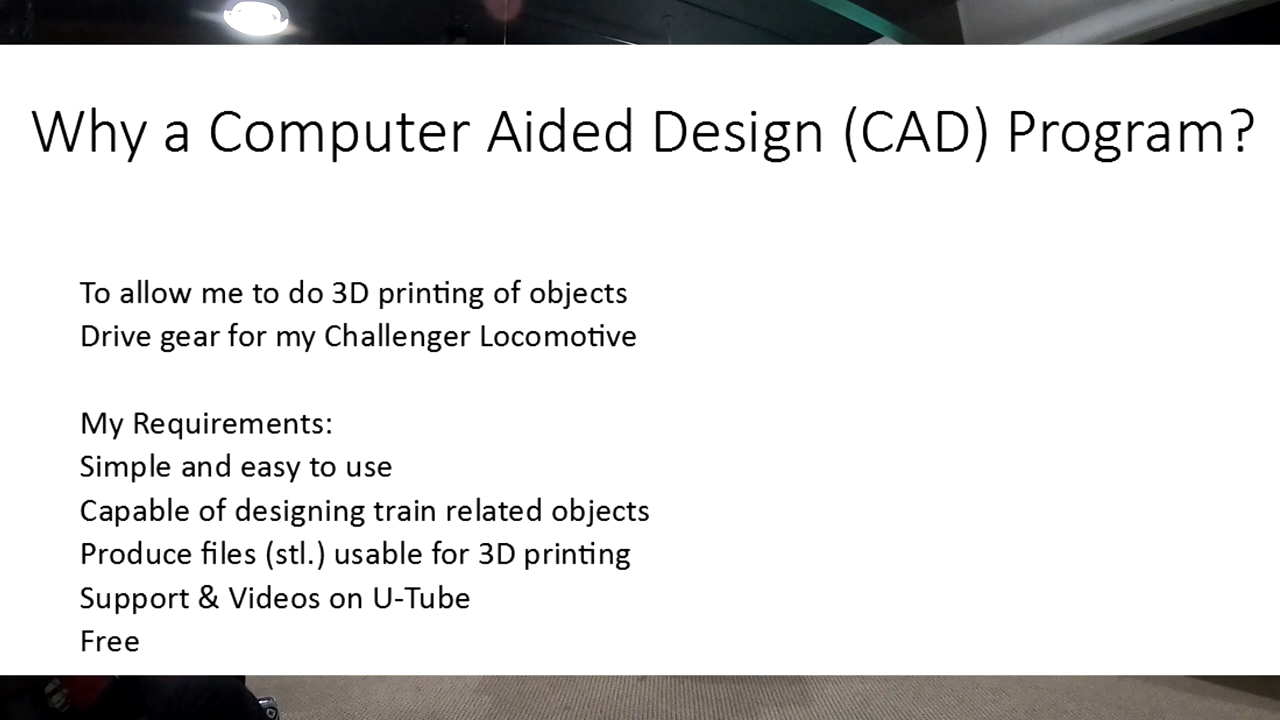 Why a Computer Aided Design (CAD) Program?
To allow me to do 3D printing of objects
Drive gear for my Challenger Locomotive
My Requirements:
Simple and easy to use
Capable of designing train related objects
Produce files (stl.) usable for 3D printing
Support & Videos on U-Tube
Free